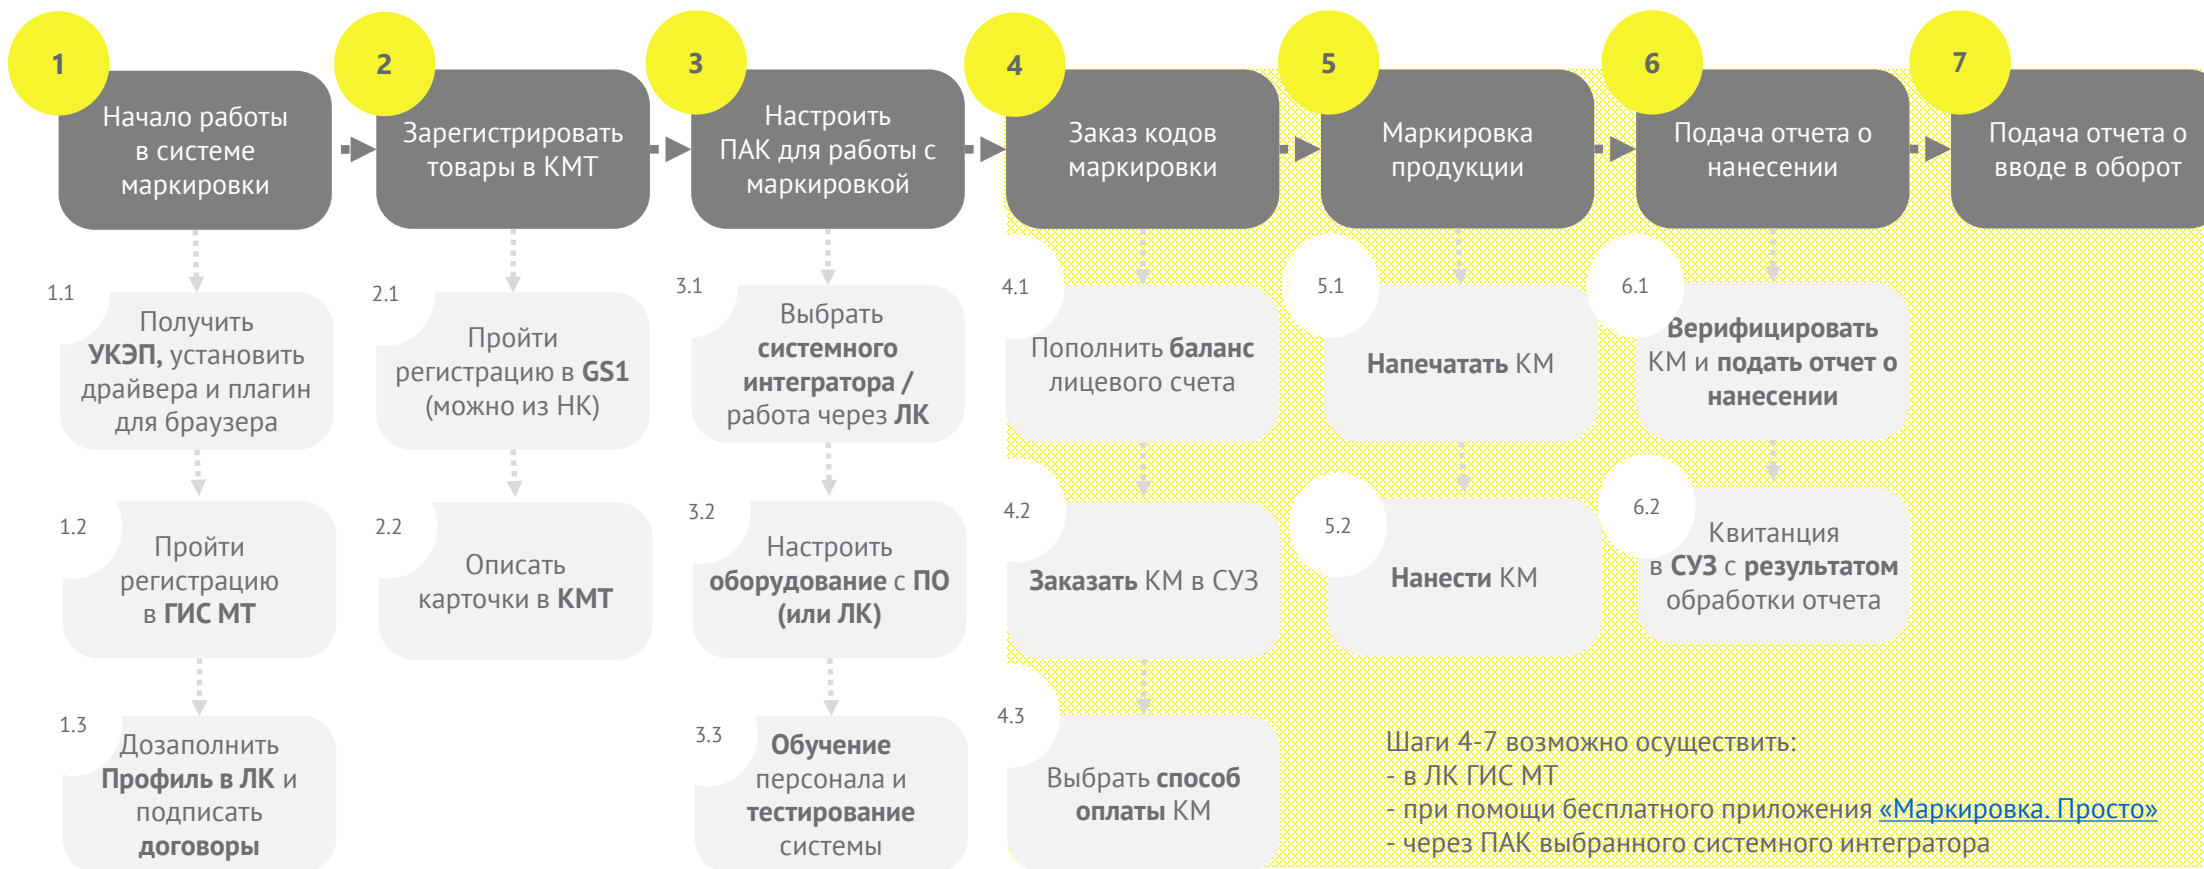 1
Начало работы
в системе
маркировки
2
Зарегистрировать
товары в КМТ
3
Настроить
ПАК для работы с
маркировкой
4
Заказ кодов
маркировки
5
Маркировка
продукции
6
Подача отчета о
нанесении
7
Подача отчета о
вводе в оборот
1.1
Получить
УКЭП, установить
драйвера и плагин
для браузера
1.2
Пройти
регистрацию
в ГИС МТ
1.3
Дозаполнить
Профиль в ЛК и
подписать
договоры
2.1
Пройти
регистрацию в GS1
(можно из НК)
2.2
Описать
карточки в КМТ
3.1
Выбрать
системного
интегратора /
работа через ЛК
3.2
Настроить
оборудование с ПО
(или ЛК)
3.3
Обучение
персонала и
тестирование
системы
4.1
Пополнить баланс
лицевого счета
4.2
Заказать КМ в СУЗ
4.3
Выбрать способ
оплаты КМ
5.1
Напечатать КМ
5.2
Нанести КМ
6.1
Верифицировать
КМ и подать отчет о
нанесении
6.2
Квитанция
в СУЗ с результатом
обработки отчета
Шаги 4-7 возможно осуществить:
- в ЛК ГИС МТ
- при помощи бесплатного приложения «Маркировка. Просто»
- через ПАК выбранного системного интегратора